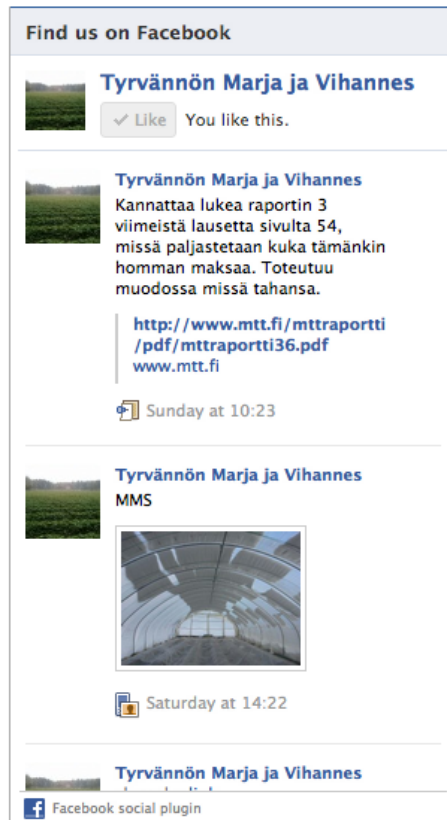 Find us on Facebook
Tyrvännön Marja ja Vihannes
Like You like this.
Tyrvännön Marja ja Vihannes
Kannattaa lukea raportin 3
viimeistä lausetta sivulta 54,
missä paljastetaan kuka tämänkin
homman maksaa. Toteutuu
muodossa missä tahansa.
http://www.mtt.fi/mttraportti
/pdf/mttraportti36.pdf
www.mtt.fi
Sunday at 10:23
Tyrvännön Marja ja Vihannes
MMS
Saturday at 14:22
Tyrvännön Marja ja Vihannes
Facebook social plugin